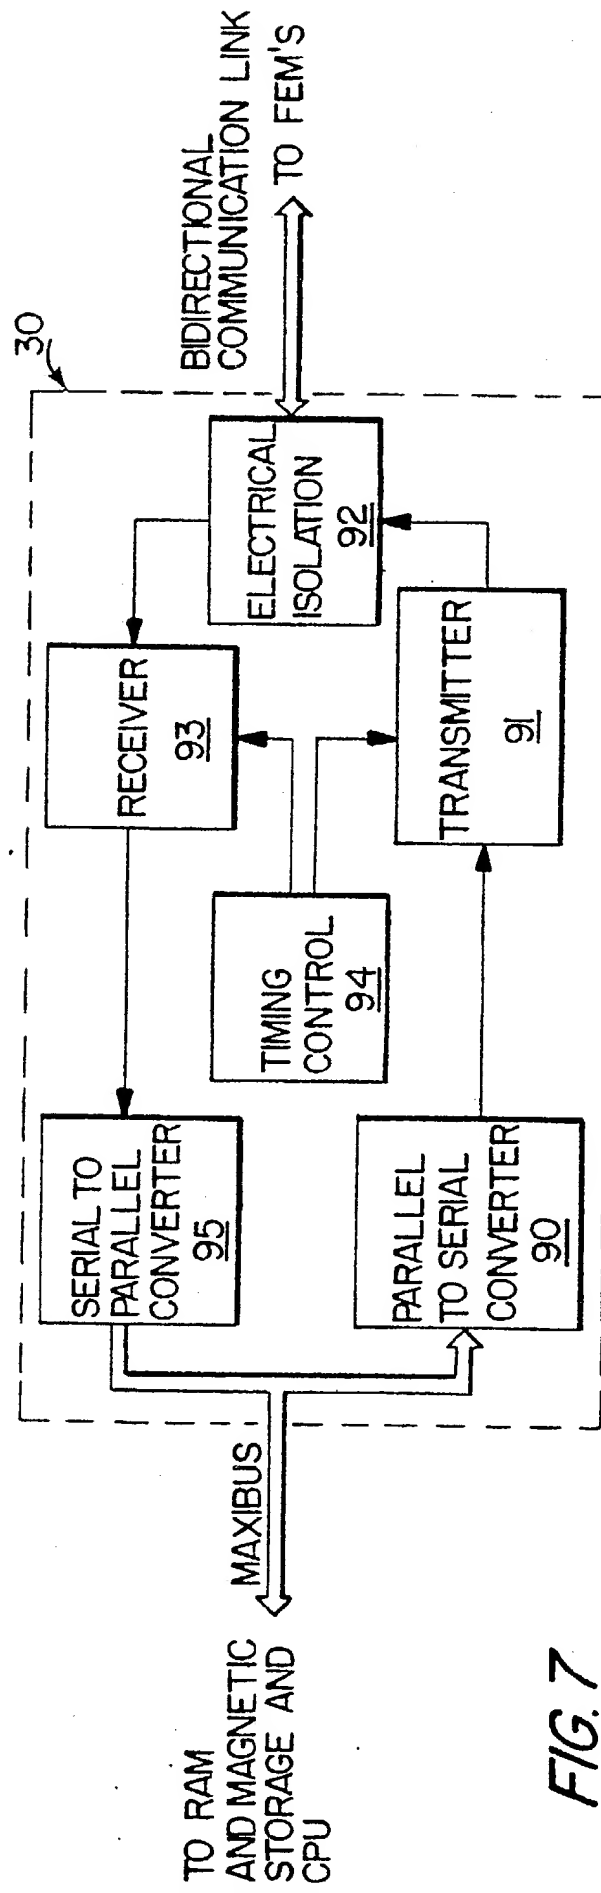 30
BIDIRECTIONAL
COMMUNICATION LINK
TO FEM'S
SERIAL TO
PARALLEL
CONVERTER
95
RECEIVER
93
ELECTRICAL
ISOLATION
92
MAXIBUS
TO RAM
AND MAGNETIC
STORAGE AND
CPU
TIMING
CONTROL
94
PARALLEL
TO SERIAL
CONVERTER
90
TRANSMITTER
91
FIG. 7